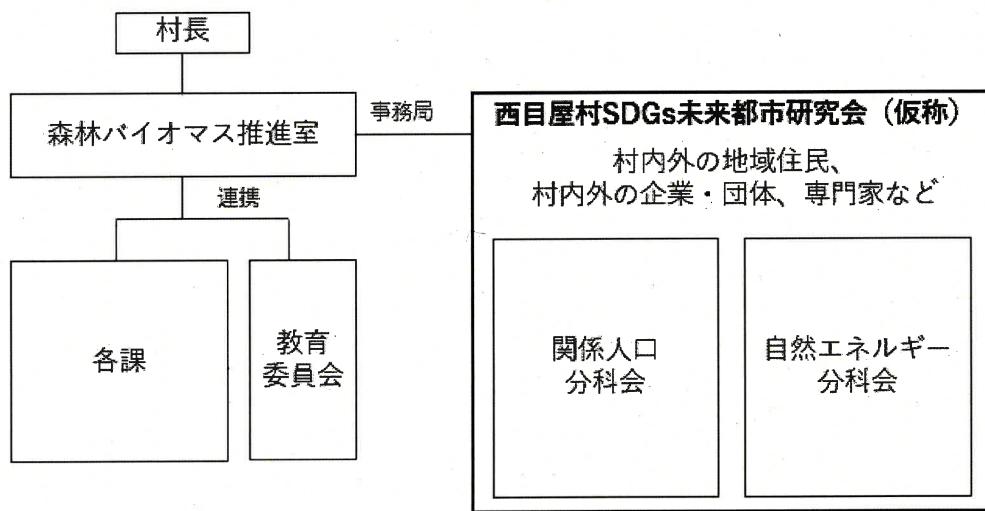 村長
森林バイオマス推進室
事務局
連携
各課
教育
委員会
西目屋村SDGs未来都市研究会（仮称）
村内外の地域住民、
村内外の企業・団体、専門家など
関係人口
分科会
自然エネルギー
分科会